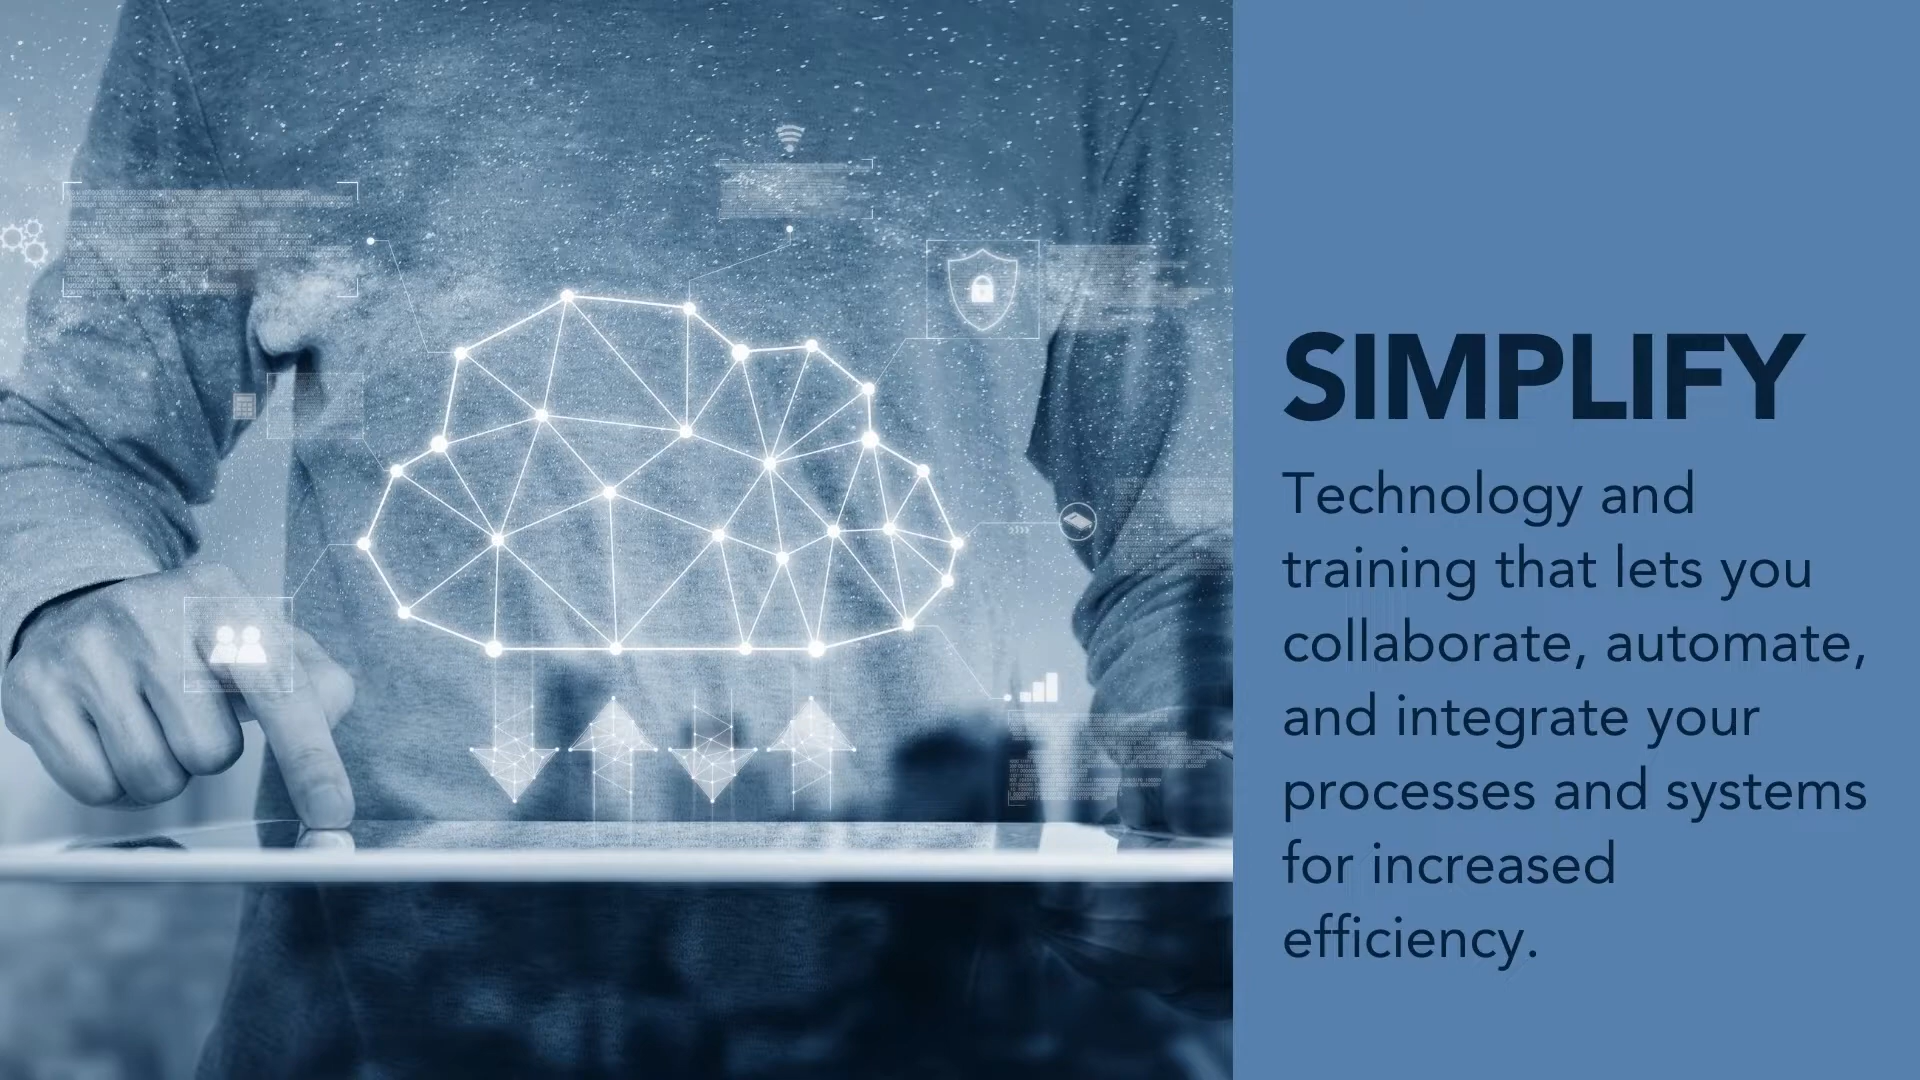 SIMPLIFY
Technology and
training that lets you
collaborate, automate,
and integrate your
processes and systems
for increased
efficiency.